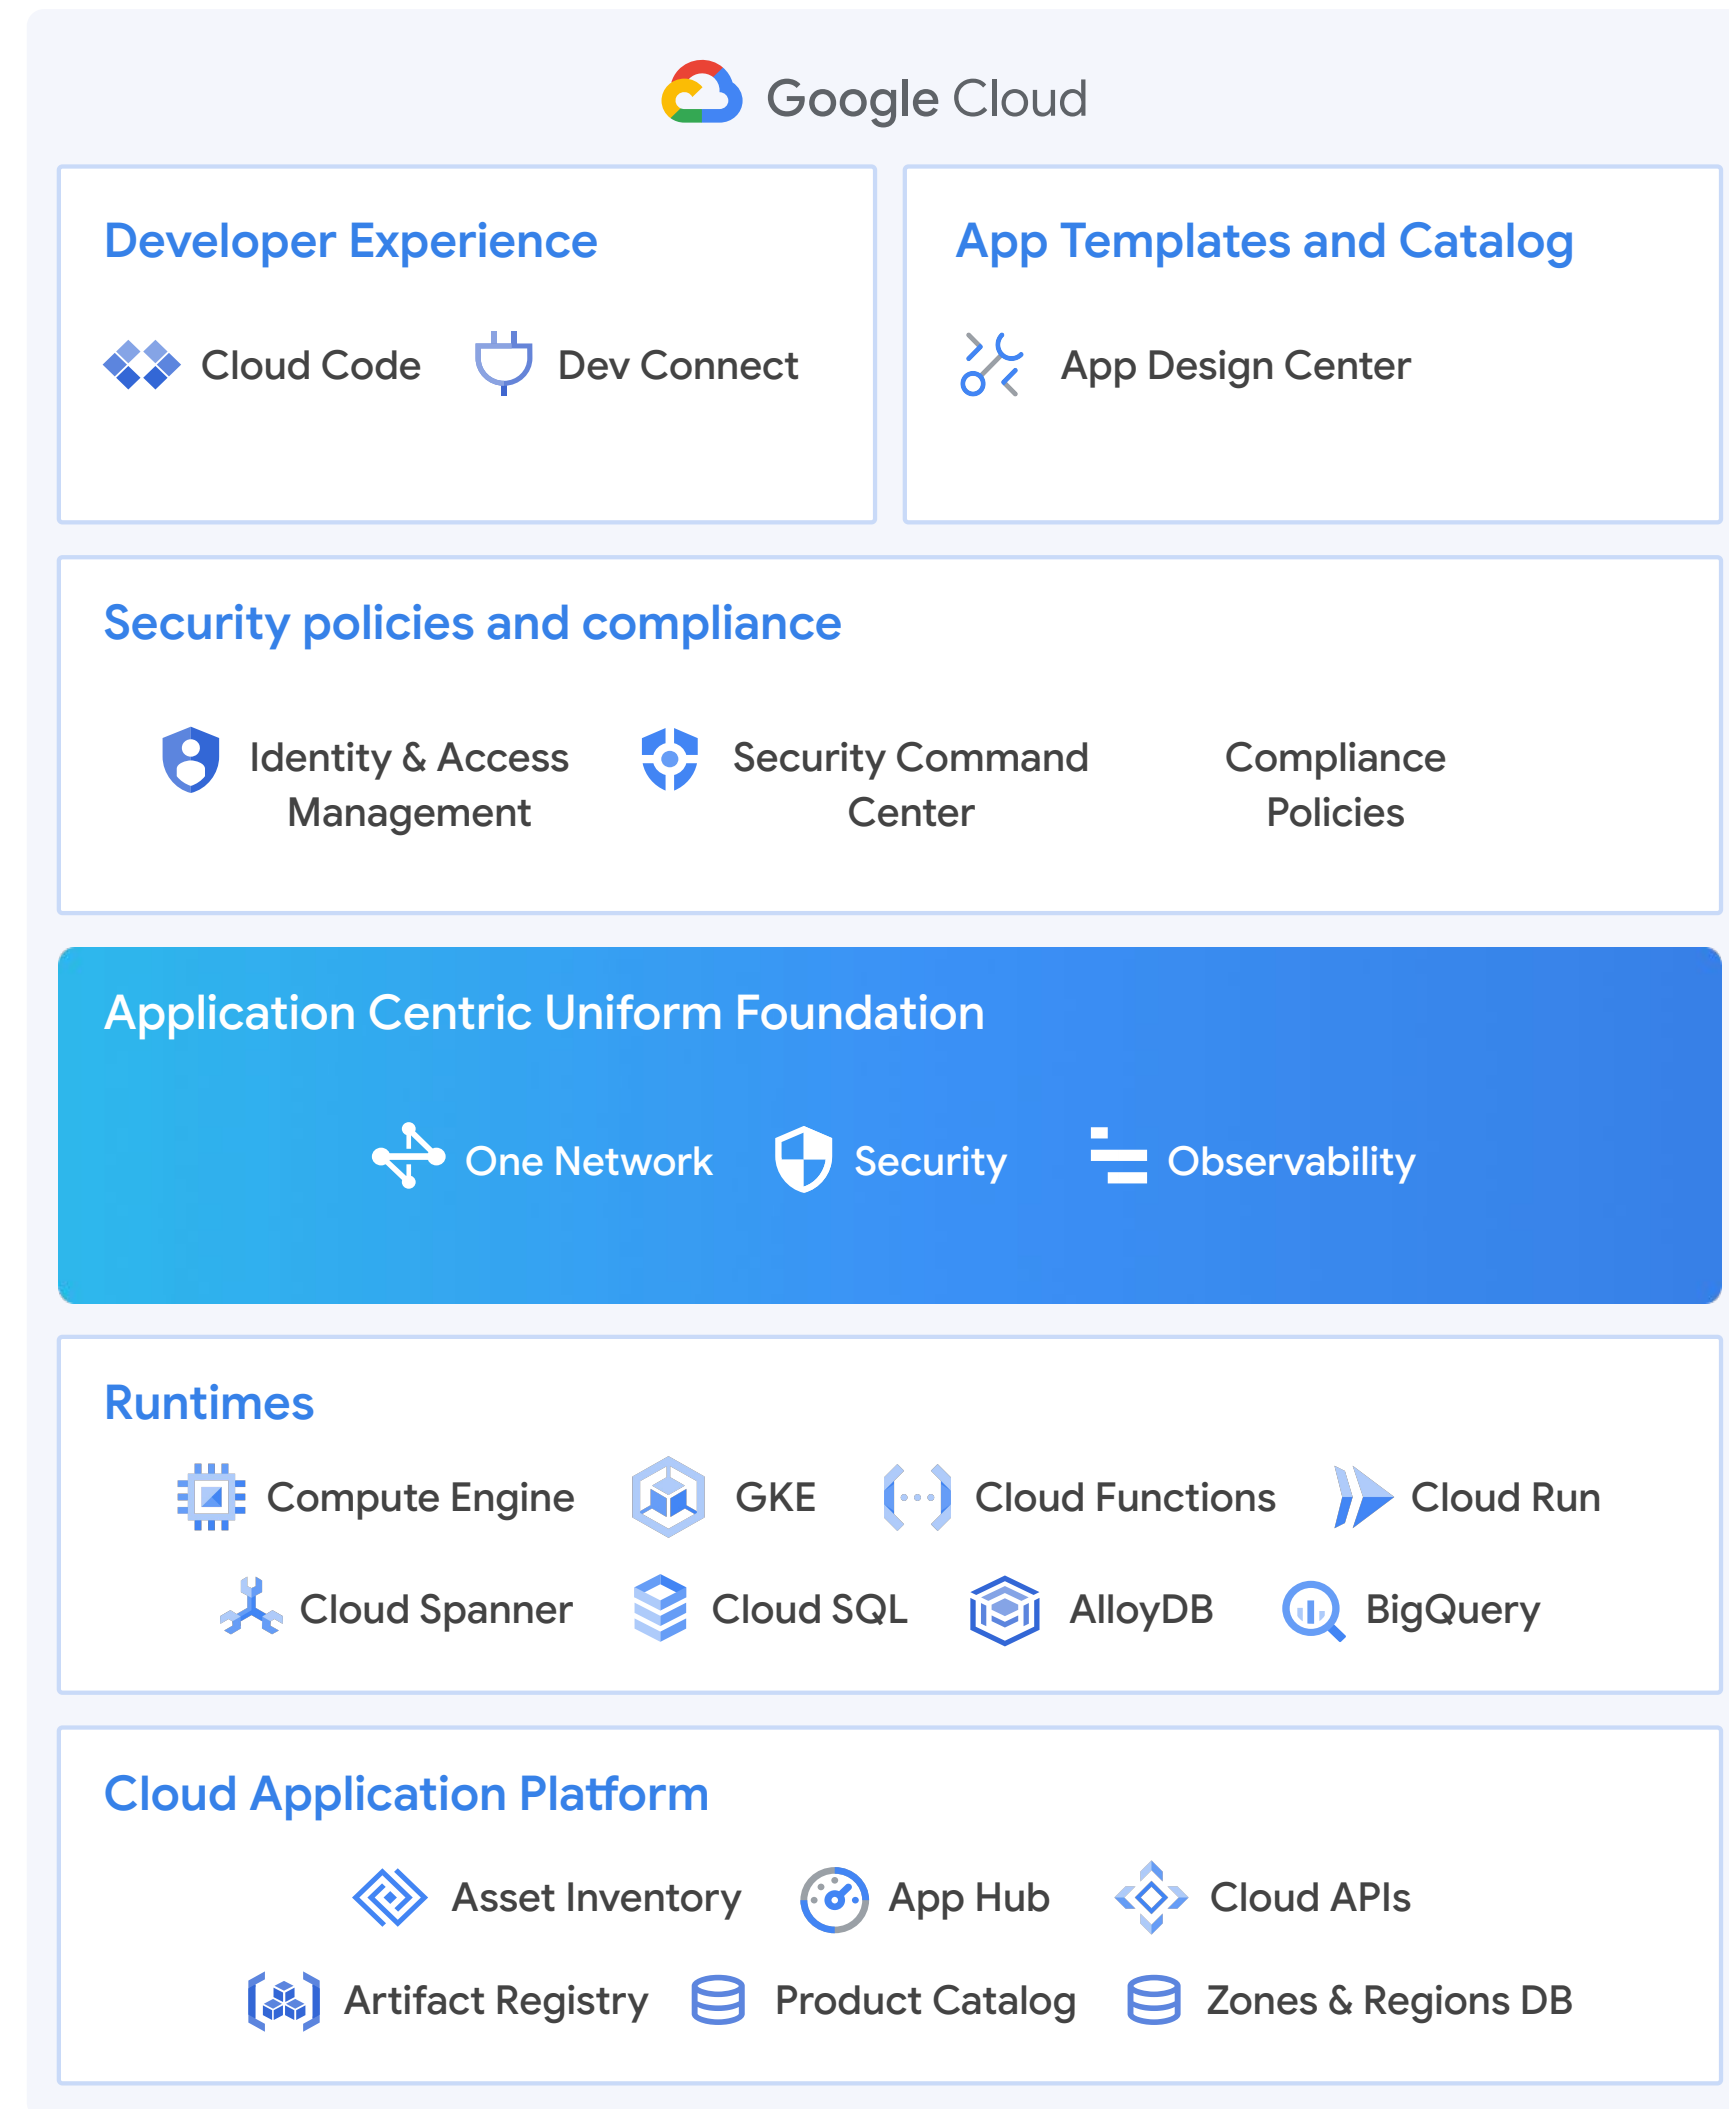 Google Cloud
Developer Experience
Cloud Code
Dev Connect
App Templates and Catalog
App Design Center
Security policies and compliance
Identity & Access
Management
Security Command
Center
Compliance
Policies
Application Centric Uniform Foundation
One Network
Security
Observability
Runtimes
Compute Engine
GKE
Cloud Functions
Cloud Run
Cloud Spanner
Cloud SQL
AlloyDB
BigQuery
Cloud Application Platform
Asset Inventory
App Hub
Cloud APIs
Artifact Registry
Product Catalog
Zones & Regions DB